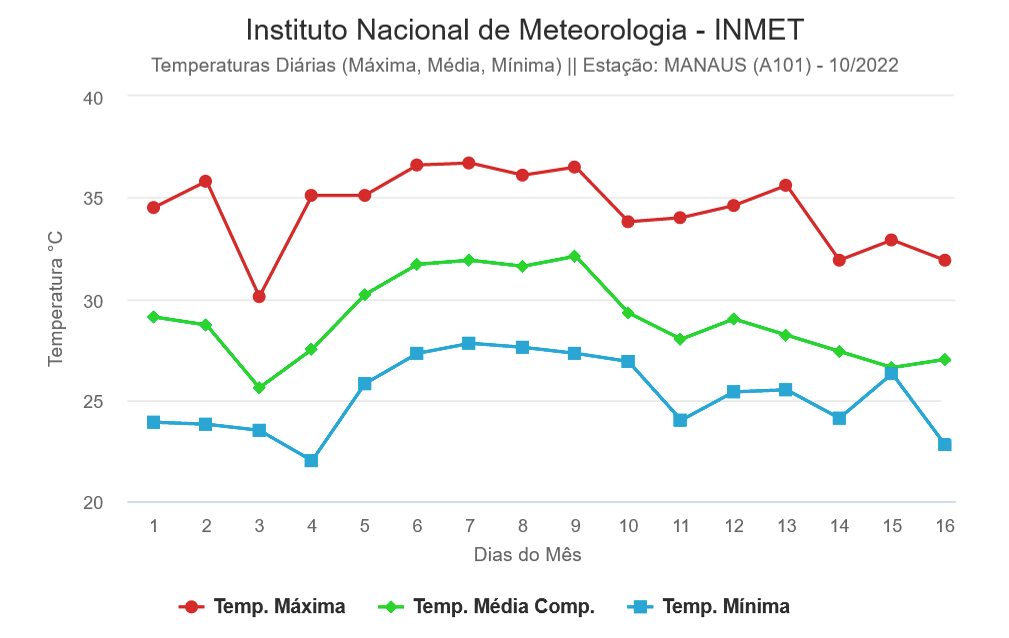 Instituto Nacional de Meteorologia - INMET
Temperaturas Diárias (Máxima, Média, Mínima) || Estação: MANAUS (A101) - 10/2022
40
35
30
25
20
Temperatura °C
1 2 3 4 5 6 7 8 9 10 11 12 13 14 15 16
Dias do Mês
Temp. Máxima Temp. Média Comp. Temp. Mínima